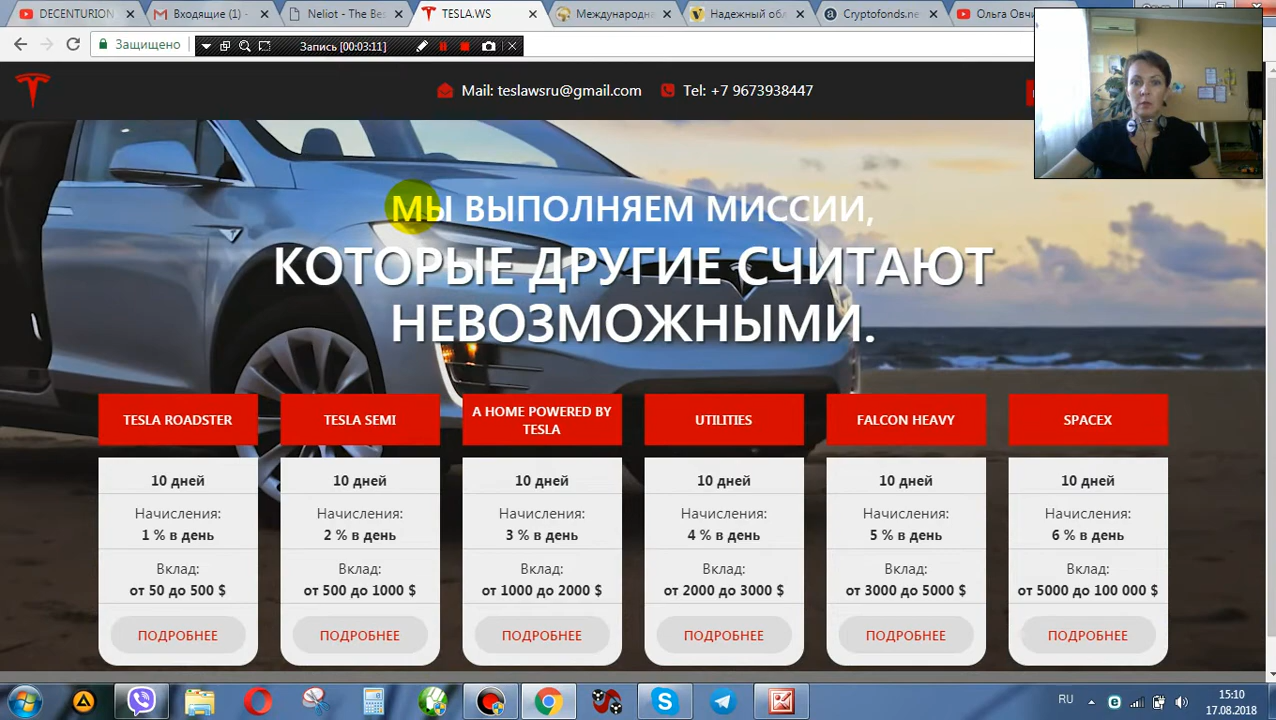 DECENTURION
Входящие (1) -
Neliot - The Be
TESLA.WS
Международна
Надежный обл
Cryptofonds.ne
Ольга Овчи
Защищено
Запись [00:03:11]
Mail: teslawsru@gmail.com
Tel: +7 9673938447
МЫ ВЫПОЛНЯЕМ МИССИИ,
КОТОРЫЕ ДРУГИЕ СЧИТАЮТ
НЕВОЗМОЖНЫМИ.
TESLA ROADSTER
10 дней
Начисления:
1 % в день
Вклад:
от 50 до 500 $
ПОДРОБНЕЕ
TESLA SEMI
10 дней
Начисления:
2 % в день
Вклад:
от 500 до 1000 $
ПОДРОБНЕЕ
A HOME POWERED BY
TESLA
10 дней
Начисления:
3 % в день
Вклад:
от 1000 до 2000 $
ПОДРОБНЕЕ
UTILITIES
10 дней
Начисления:
4 % в день
Вклад:
от 2000 до 3000 $
ПОДРОБНЕЕ
FALCON HEAVY
10 дней
Начисления:
5 % в день
Вклад:
от 3000 до 5000 $
ПОДРОБНЕЕ
SPACEX
10 дней
Начисления:
6 % в день
Вклад:
от 5000 до 100 000 $
ПОДРОБНЕЕ
RU
15:10
17.08.2018